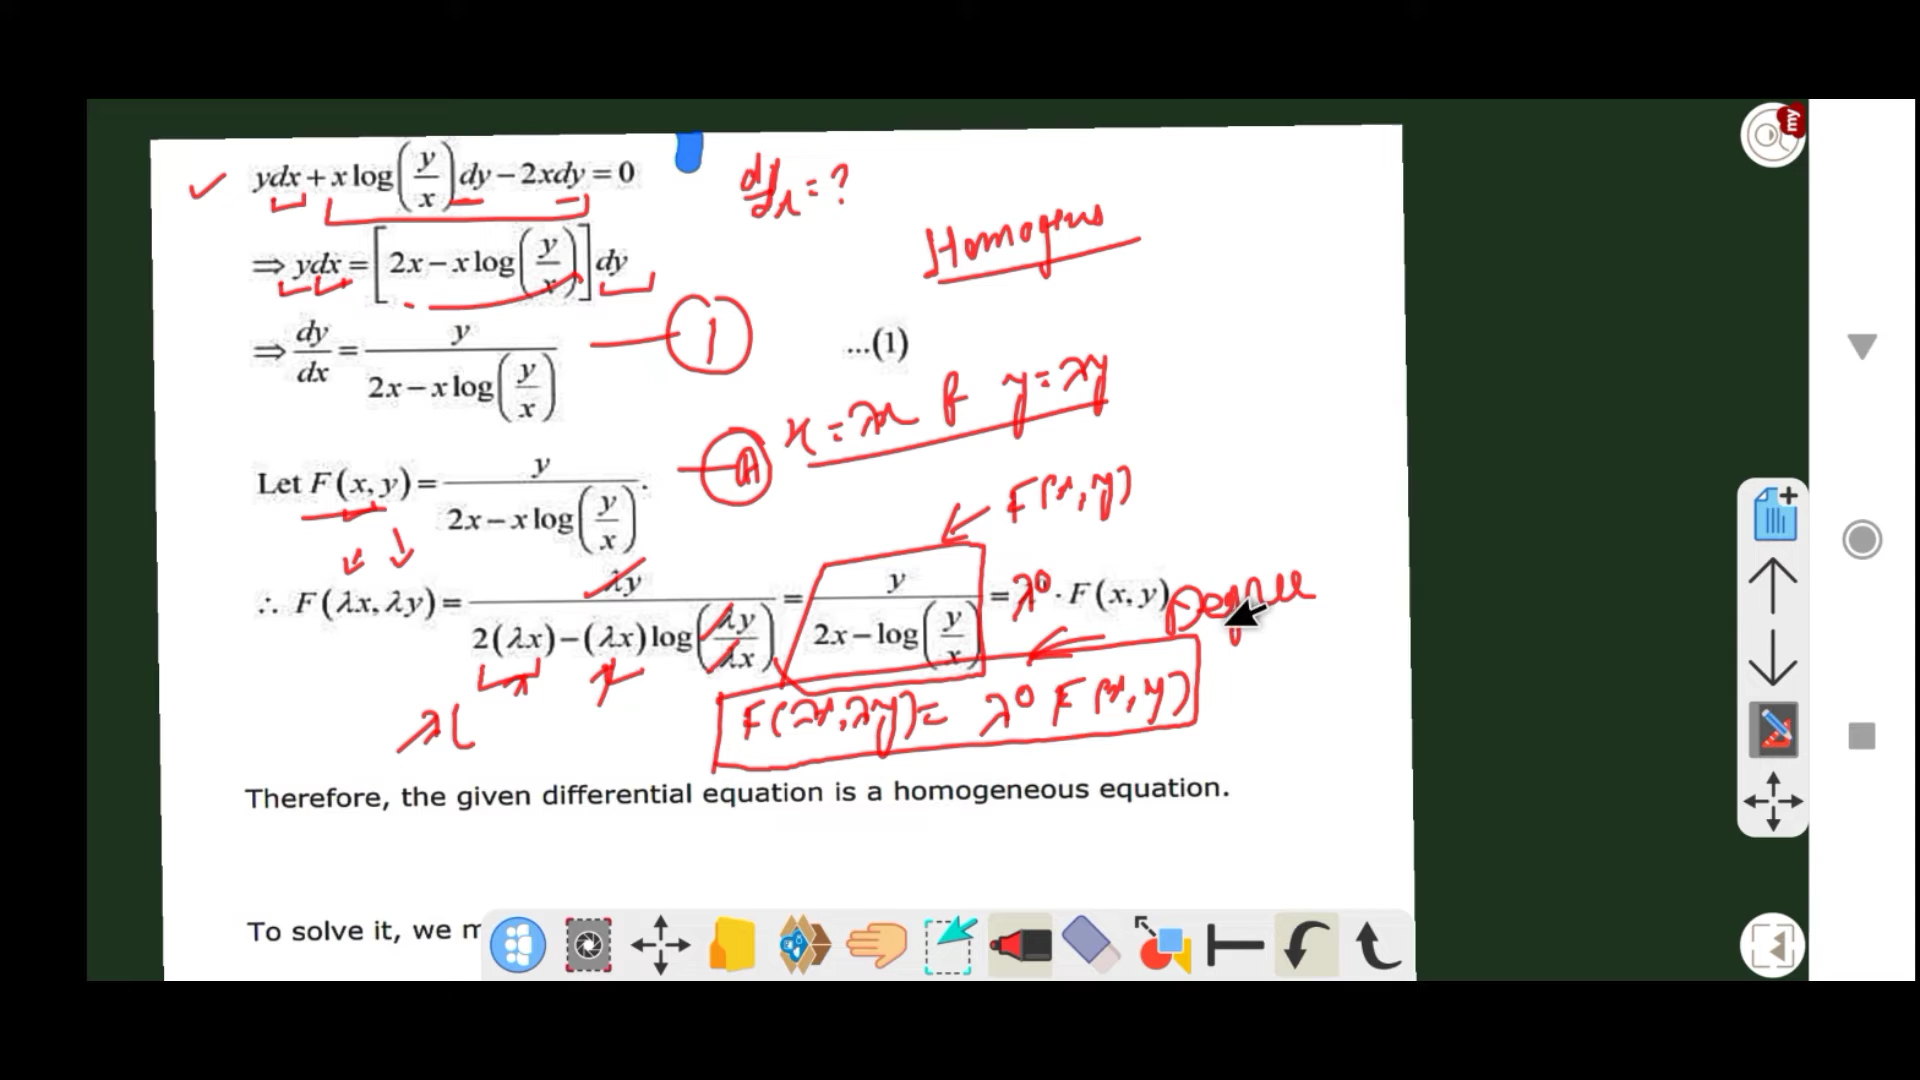 my
ydx + x log(y/x) dy − 2xdy = 0
dy/dx = ?
Homogenus
⇒ ydx = [2x − x log(y/x)] dy
⇒ dy/dx = y / (2x − x log(y/x)) — 1 ...(1)
x = λx & y = λy
Let F(x, y) = y / (2x − x log(y/x)). — A
F(x, y)
∴ F(λx, λy) = λy / (2(λx) − (λx) log(λy/λx)) = y / (2x − log(y/x)) = λ⁰ · F(x, y) Degree
F(λx, λy) = λ⁰ F(x, y)
Therefore, the given differential equation is a homogeneous equation.
To solve it, we m